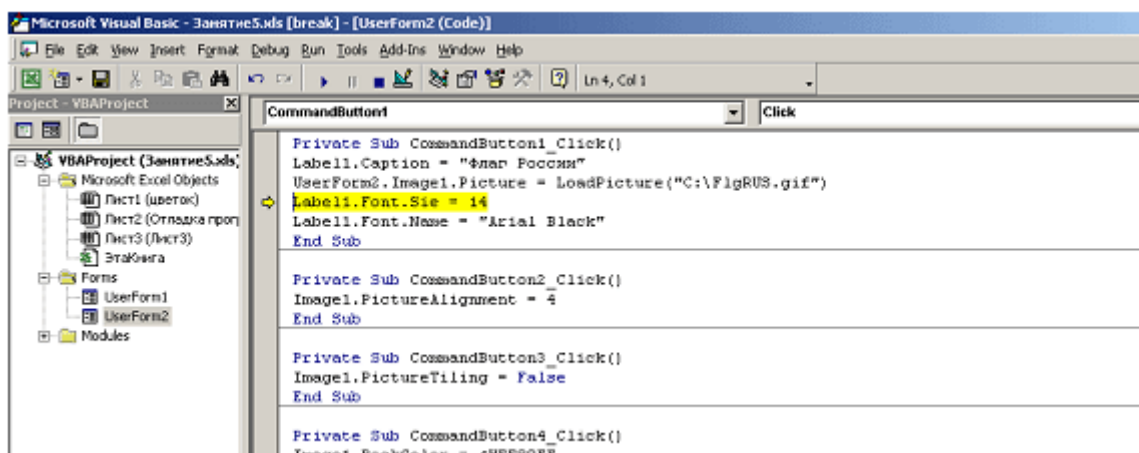 Microsoft Visual Basic - Занятие5.xls [break] - [UserForm2 (Code)]
File Edit View Insert Format Debug Run Tools Add-Ins Window Help
Ln 4, Col 1
Project - VBAProject
CommandButton1 Click
VBAProject (Занятие5.xls)
Microsoft Excel Objects
Лист1 (цветок)
Лист2 (Отладка прог
Лист3 (Лист3)
ЭтаКнига
Forms
UserForm1
UserForm2
Modules
Private Sub CommandButton1_Click()
Label1.Caption = "Флаг России"
UserForm2.Image1.Picture = LoadPicture("C:\FlgRUS.gif")
Label1.Font.Sie = 14
Label1.Font.Name = "Arial Black"
End Sub
Private Sub CommandButton2_Click()
Image1.PictureAlignment = 4
End Sub
Private Sub CommandButton3_Click()
Image1.PictureTiling = False
End Sub
Private Sub CommandButton4_Click()